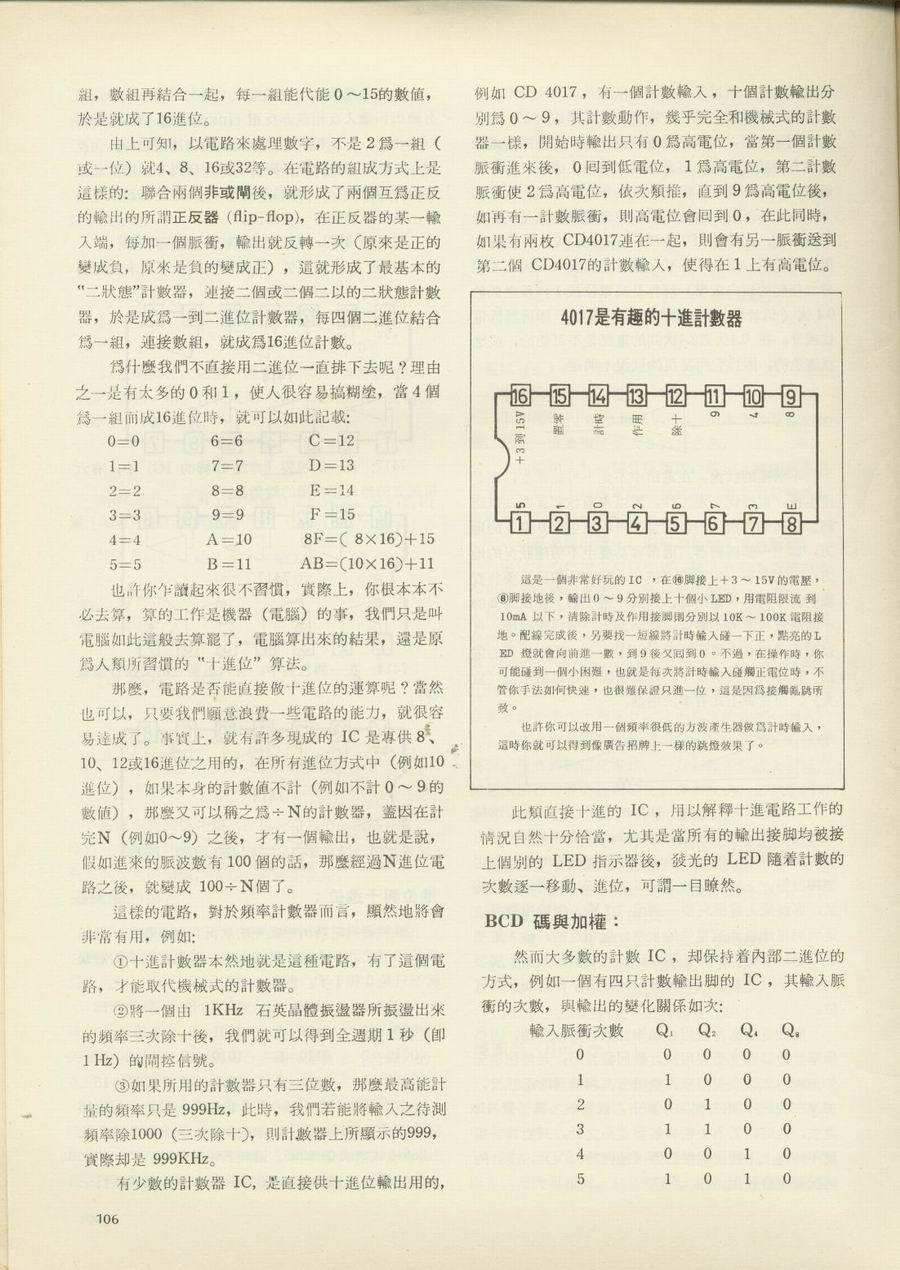 組，數組再結合一起，每一組能代能0～15的數値，
於是就成了16進位。
由上可知，以電路來處理數字，不是2爲一組（
或一位）就4、8、16或32等。在電路的組成方式上是
這樣的: 聯合兩個非或閘後，就形成了兩個互爲正反
的輸出的所謂正反器 (flip-flop)，在正反器的某一輸
入端，每加一個脈衝，輸出就反轉一次（原來是正的
變成負，原來是負的變成正），這就形成了最基本的
“二狀態”計數器，連接二個或二個二以的二狀態計數
器，於是成爲一到二進位計數器，每四個二進位結合
爲一組，連接數組，就成爲16進位計數。
爲什麼我們不直接用二進位一直排下去呢？理由
之一是有太多的0和1，使人很容易搞糊塗，當4個
爲一組而成16進位時，就可以如此記載:
0=0 6=6 C=12
1=1 7=7 D=13
2=2 8=8 E=14
3=3 9=9 F=15
4=4 A=10 8F=( 8×16)+15
5=5 B=11 AB=(10×16)+11
也許你乍讀起來很不習慣，實際上，你根本本不
必去算，算的工作是機器（電腦）的事，我們只是叫
電腦如此這般去算罷了，電腦算出來的結果，還是原
爲人類所習慣的“十進位”算法。
那麼，電路是否能直接做十進位的運算呢？當然
也可以，只要我們願意浪費一些電路的能力，就很容
易達成了。事實上，就有許多現成的 IC 是專供 8、
10、12或16進位之用的，在所有進位方式中（例如10
進位），如果本身的計數値不計（例如不計0～9的
數値），那麼又可以稱之爲÷N的計數器，蓋因在計
完N（例如0～9）之後，才有一個輸出，也就是說，
假如進來的脈波數有 100 個的話，那麼經過N進位電
路之後，就變成 100÷N個了。
這樣的電路，對於頻率計數器而言，顯然地將會
非常有用，例如:
①十進計數器本然地就是這種電路，有了這個電
路，才能取代機械式的計數器。
②將一個由 1KHz 石英晶體振盪器所振盪出來
的頻率三次除十後，我們就可以得到全週期1秒（卽
1 Hz）的閘控信號。
③如果所用的計數器只有三位數，那麼最高能計
量的頻率只是 999Hz，此時，我們若能將輸入之待測
頻率除1000（三次除十），則計數器上所顯示的999，
實際却是 999KHz。
有少數的計數器 IC, 是直接供十進位輸出用的，
106
例如 CD 4017，有一個計數輸入，十個計數輸出分
別爲0～9，其計數動作，幾乎完全和機械式的計數
器一樣，開始時輸出只有0爲高電位，當第一個計數
脈衝進來後，0囘到低電位，1爲高電位，第二計數
脈衝使2爲高電位，依次類推，直到9爲高電位後，
如再有一計數脈衝，則高電位會囘到0，在此同時，
如果有兩枚 CD4017連在一起，則會有另一脈衝送到
第二個 CD4017的計數輸入，使得在1上有高電位。
4017是有趣的十進計數器
16 15 14 13 12 11 10 9
+3到15V 置零 計時 作用 除十 9 4 8
5 1 0 2 6 7 3 E
1 2 3 4 5 6 7 8
這是一個非常好玩的IC，在⑯脚接上+3～15V的電壓，
⑧脚接地後，輸出0～9分別接上十個小LED，用電阻限流到
10mA 以下，淸除計時及作用接脚則分別以10K～100K電阻接
地。配線完成後，另要找一短線將計時輸入碰一下正，點亮的L
ED 燈就會向前進一數，到9後又囘到0。不過，在操作時，你
可能碰到一個小困難，也就是每次將計時輸入碰觸正電位時，不
管你手法如何快速，也很難保證只進一位，這是因爲接觸亂跳所
致。
也許你可以改用一個頻率很低的方波產生器做爲計時輸入，
這時你就可以得到像廣告招牌上一樣的跳燈效果了。
此類直接十進的 IC，用以解釋十進電路工作的
情況自然十分恰當，尤其是當所有的輸出接脚均被接
上個別的 LED 指示器後，發光的 LED 隨着計數的
次數逐一移動、進位，可謂一目瞭然。
BCD 碼與加權：
然而大多數的計數 IC，却保持着內部二進位的
方式，例如一個有四只計數輸出脚的 IC，其輸入脈
衝的次數，與輸出的變化關係如次:
輸入脈衝次數 Q₁ Q₂ Q₄ Q₈
0 0 0 0 0
1 1 0 0 0
2 0 1 0 0
3 1 1 0 0
4 0 0 1 0
5 1 0 1 0